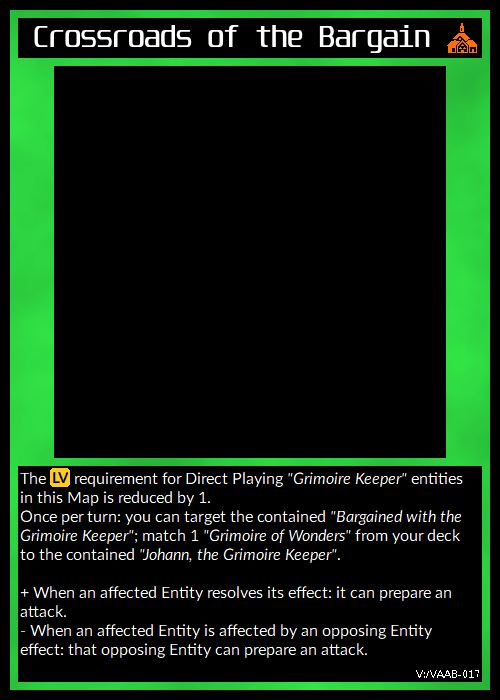 Crossroads of the Bargain
The LV requirement for Direct Playing "Grimoire Keeper" entities
in this Map is reduced by 1.
Once per turn: you can target the contained "Bargained with the
Grimoire Keeper"; match 1 "Grimoire of Wonders" from your deck
to the contained "Johann, the Grimoire Keeper".
+ When an affected Entity resolves its effect: it can prepare an
attack.
- When an affected Entity is affected by an opposing Entity
effect: that opposing Entity can prepare an attack.
V:/VAAB-017